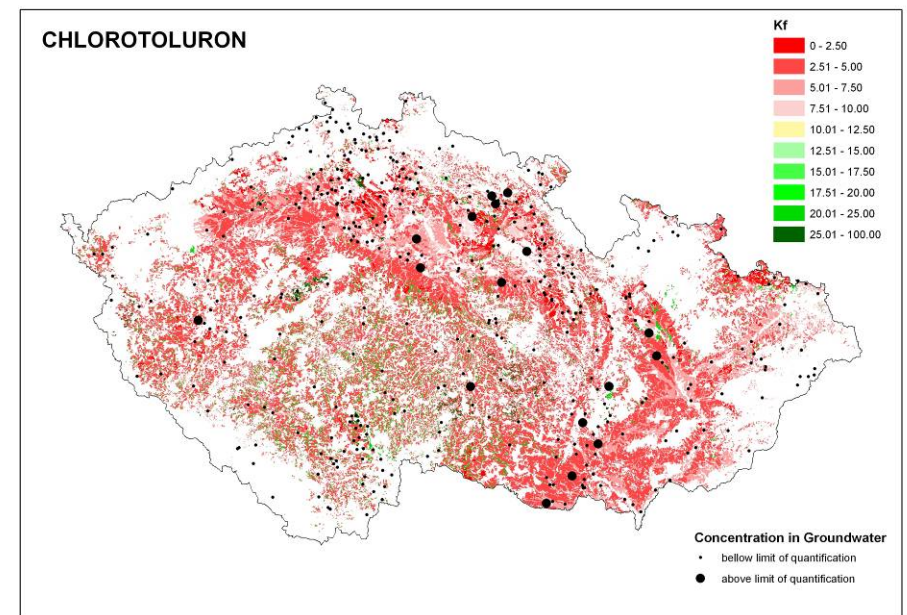 CHLOROTOLURON
Kf
0 - 2.50
2.51 - 5.00
5.01 - 7.50
7.51 - 10.00
10.01 - 12.50
12.51 - 15.00
15.01 - 17.50
17.51 - 20.00
20.01 - 25.00
25.01 - 100.00
Concentration in Groundwater
bellow limit of quantification
above limit of quantification